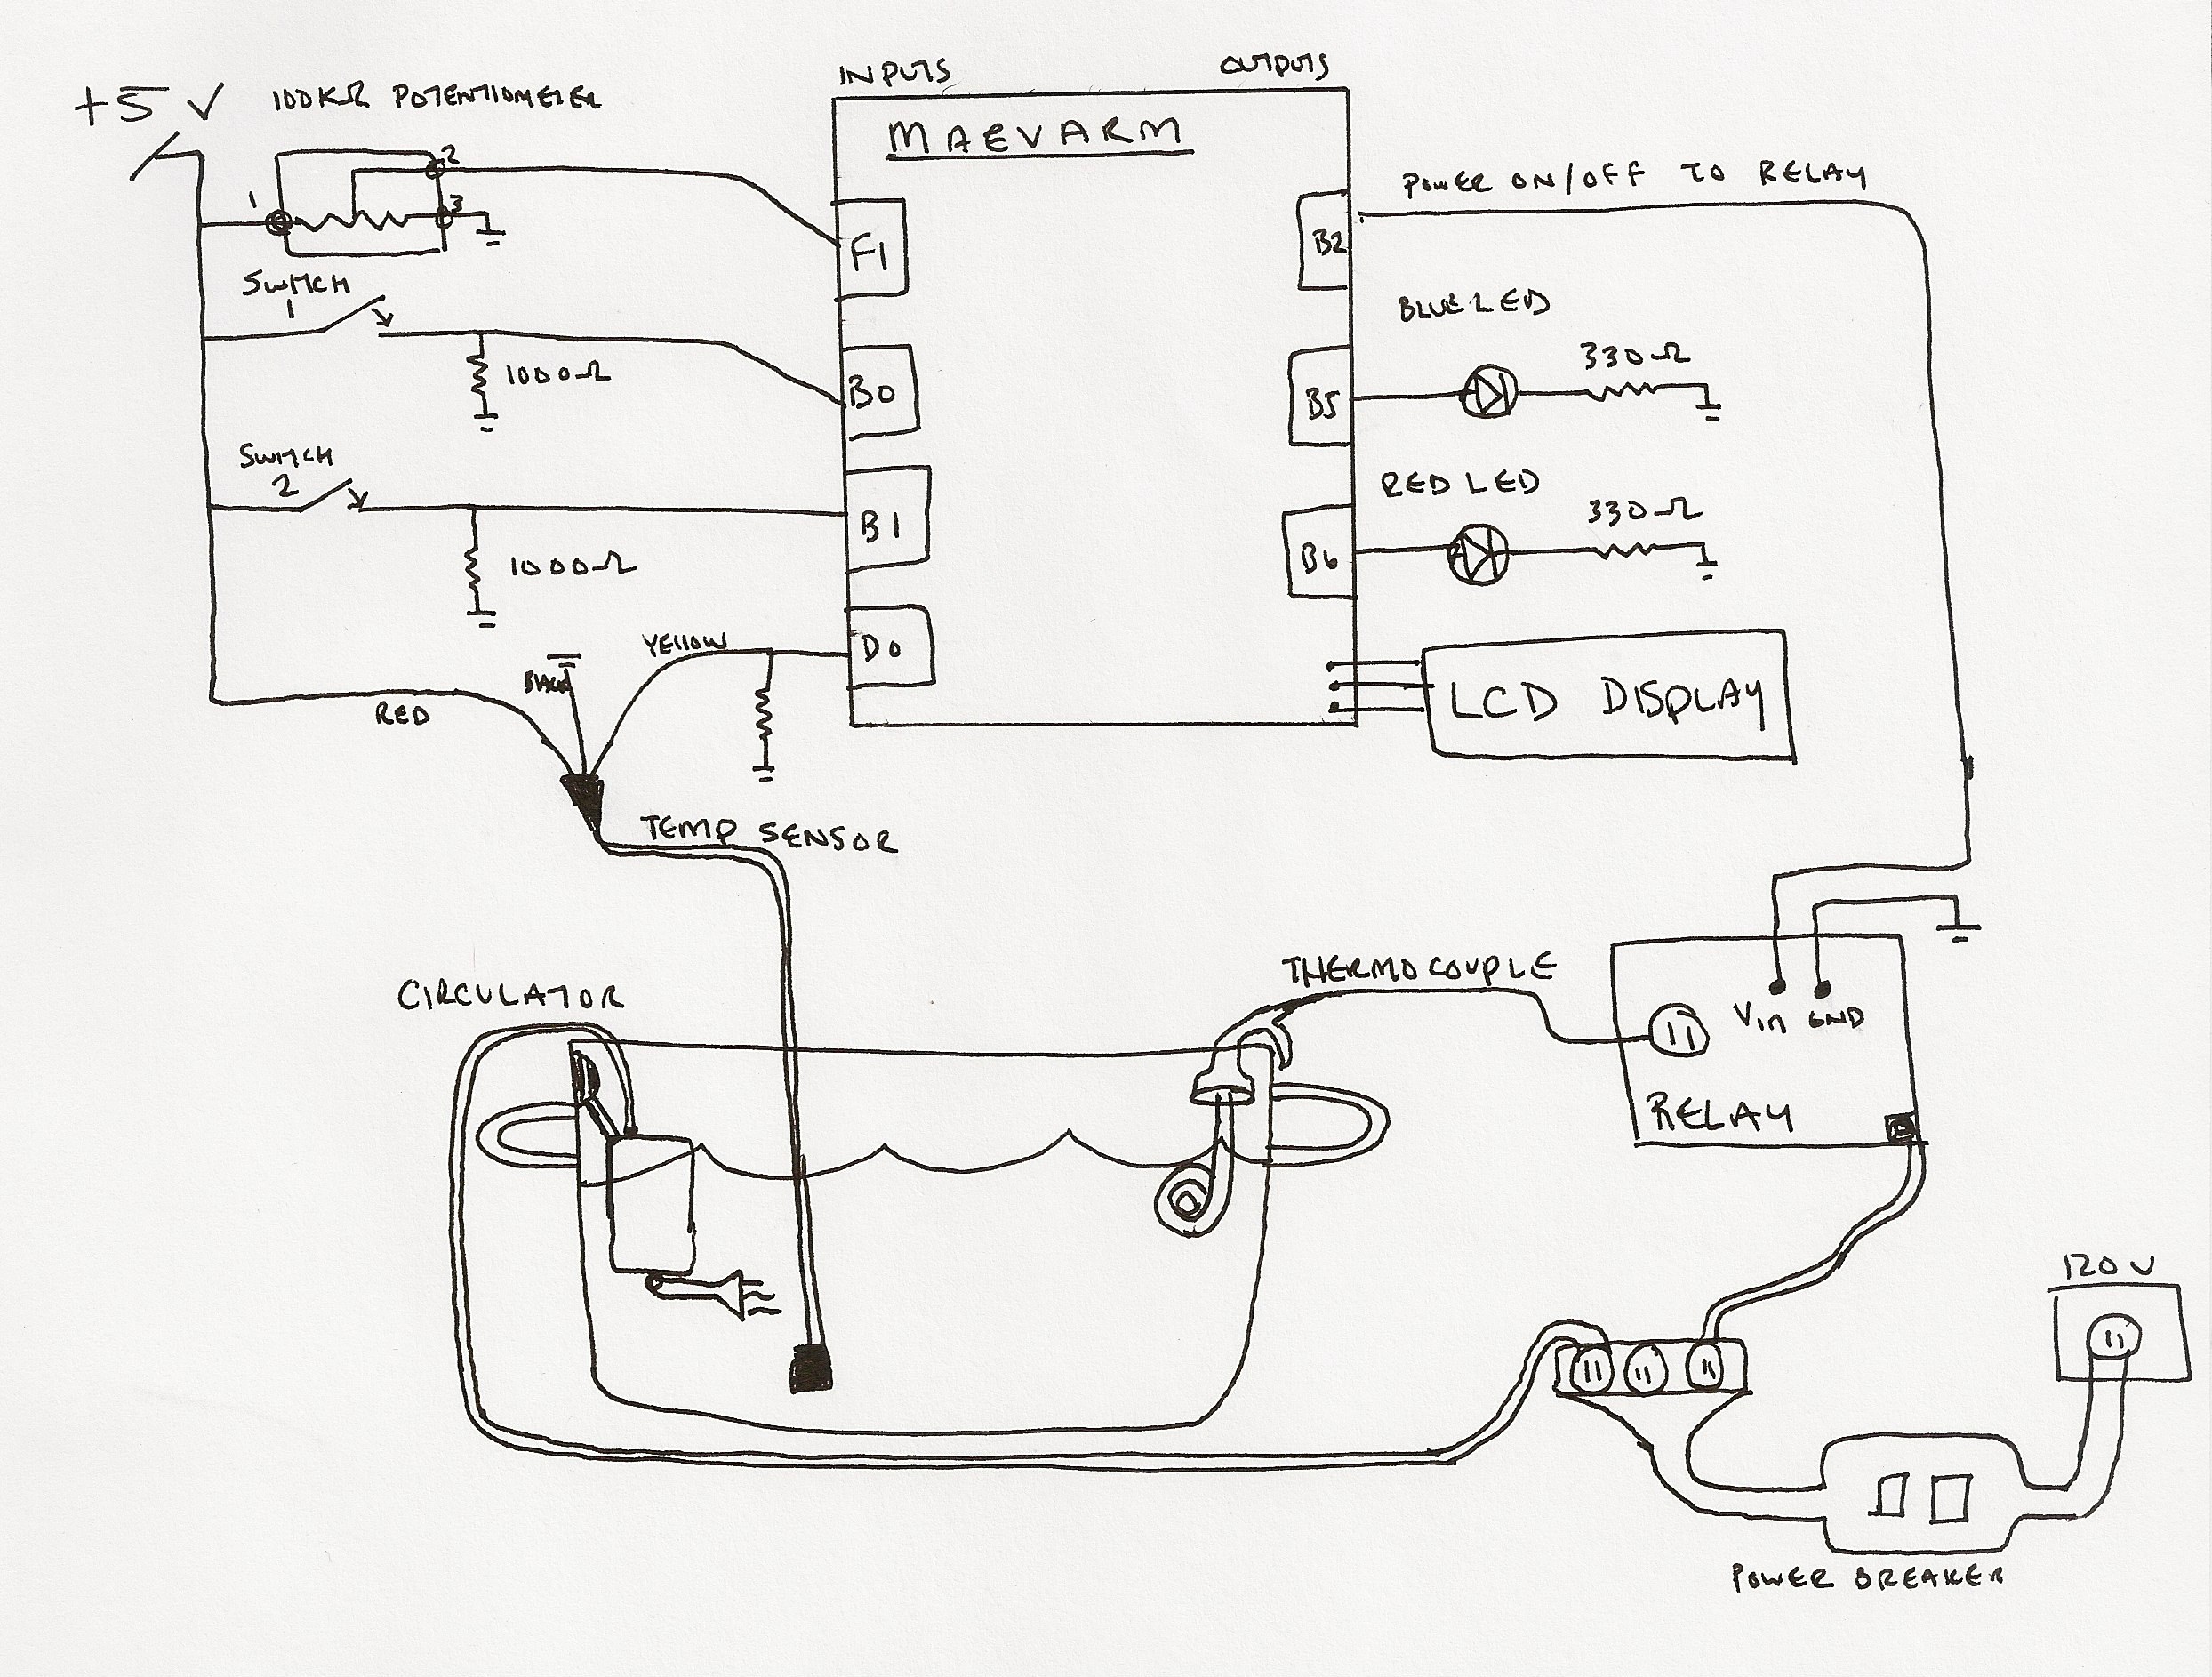 +5 V
100KΩ POTENTIOMETER
1
2
3
SWITCH
1
1000Ω
SWITCH
2
1000Ω
RED
BLACK
YELLOW
TEMP SENSOR
INPUTS
OUTPUTS
MAEVARM
F1
B0
B1
D0
B2
B5
B6
POWER ON/OFF TO RELAY
BLUE LED
330Ω
RED LED
330Ω
LCD DISPLAY
CIRCULATOR
THERMOCOUPLE
Vin GND
RELAY
120V
POWER BREAKER